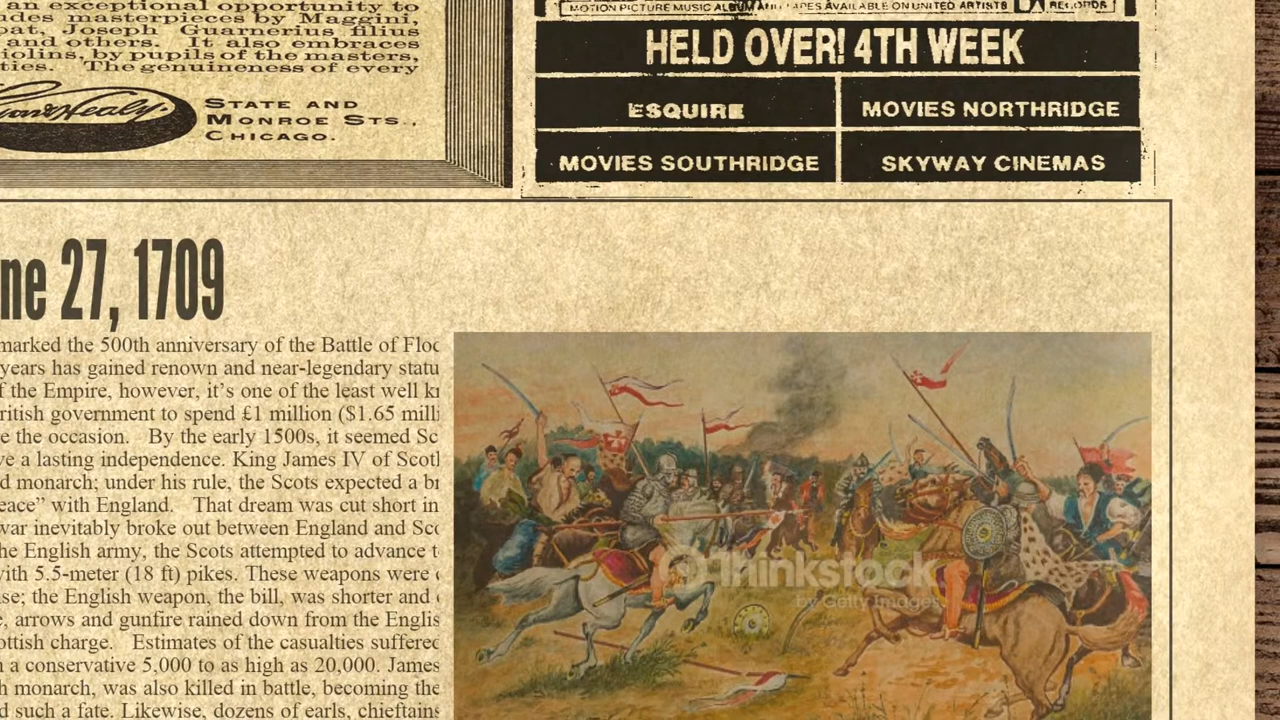 an exceptional opportunity to
udes masterpieces by Maggini,
pat, Joseph Guarnerius filius
and others. It also embraces
iolins, by pupils of the masters,
ties. The genuineness of every
Healy
STATE AND
MONROE STS.,
CHICAGO.
MOTION PICTURE MUSIC ALBUM AND TAPES AVAILABLE ON UNITED ARTISTS RECORDS
HELD OVER! 4TH WEEK
ESQUIRE
MOVIES NORTHRIDGE
MOVIES SOUTHRIDGE
SKYWAY CINEMAS
ne 27, 1709
marked the 500th anniversary of the Battle of Floc
years has gained renown and near-legendary statu
f the Empire, however, it’s one of the least well k
ritish government to spend £1 million ($1.65 milli
e the occasion. By the early 1500s, it seemed Sc
ve a lasting independence. King James IV of Scotl
d monarch; under his rule, the Scots expected a br
eace” with England. That dream was cut short in
war inevitably broke out between England and Sco
he English army, the Scots attempted to advance t
vith 5.5-meter (18 ft) pikes. These weapons were
se; the English weapon, the bill, was shorter and
e, arrows and gunfire rained down from the Englis
ottish charge. Estimates of the casualties suffered
n a conservative 5,000 to as high as 20,000. James
h monarch, was also killed in battle, becoming the
d such a fate. Likewise, dozens of earls, chieftains
Thinkstock
by Getty Images